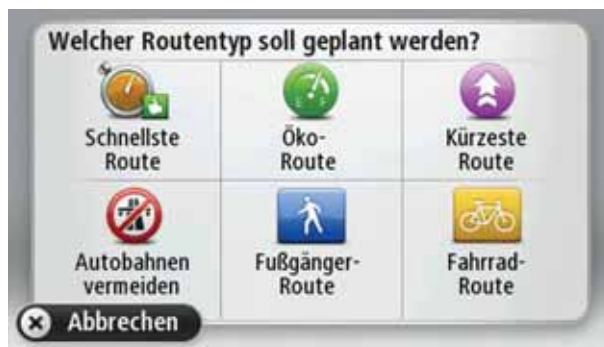 Welcher Routentyp soll geplant werden?
Schnellste
Route
Öko-
Route
Kürzeste
Route
Autobahnen
vermeiden
Fußgänger-
Route
Fahrrad-
Route
Abbrechen